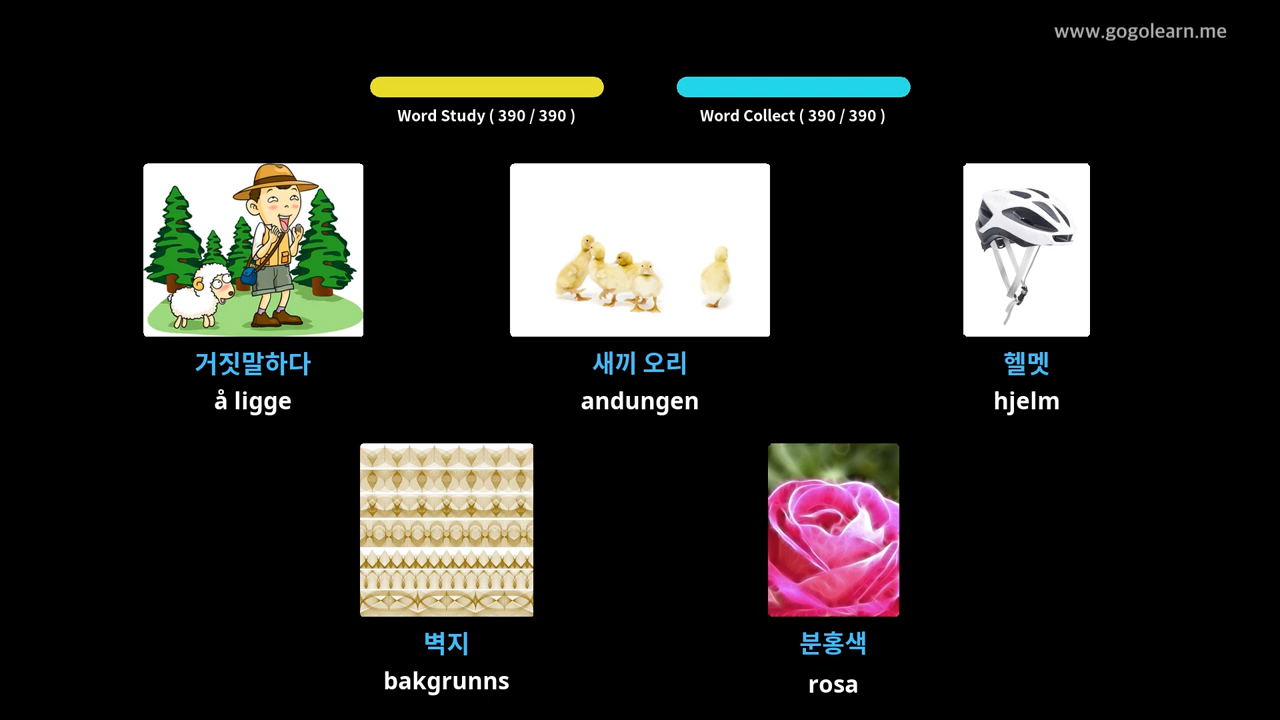 www.gogolearn.me
Word Study ( 390 / 390 )
Word Collect ( 390 / 390 )
거짓말하다
å ligge
새끼 오리
andungen
헬멧
hjelm
벽지
bakgrunns
분홍색
rosa